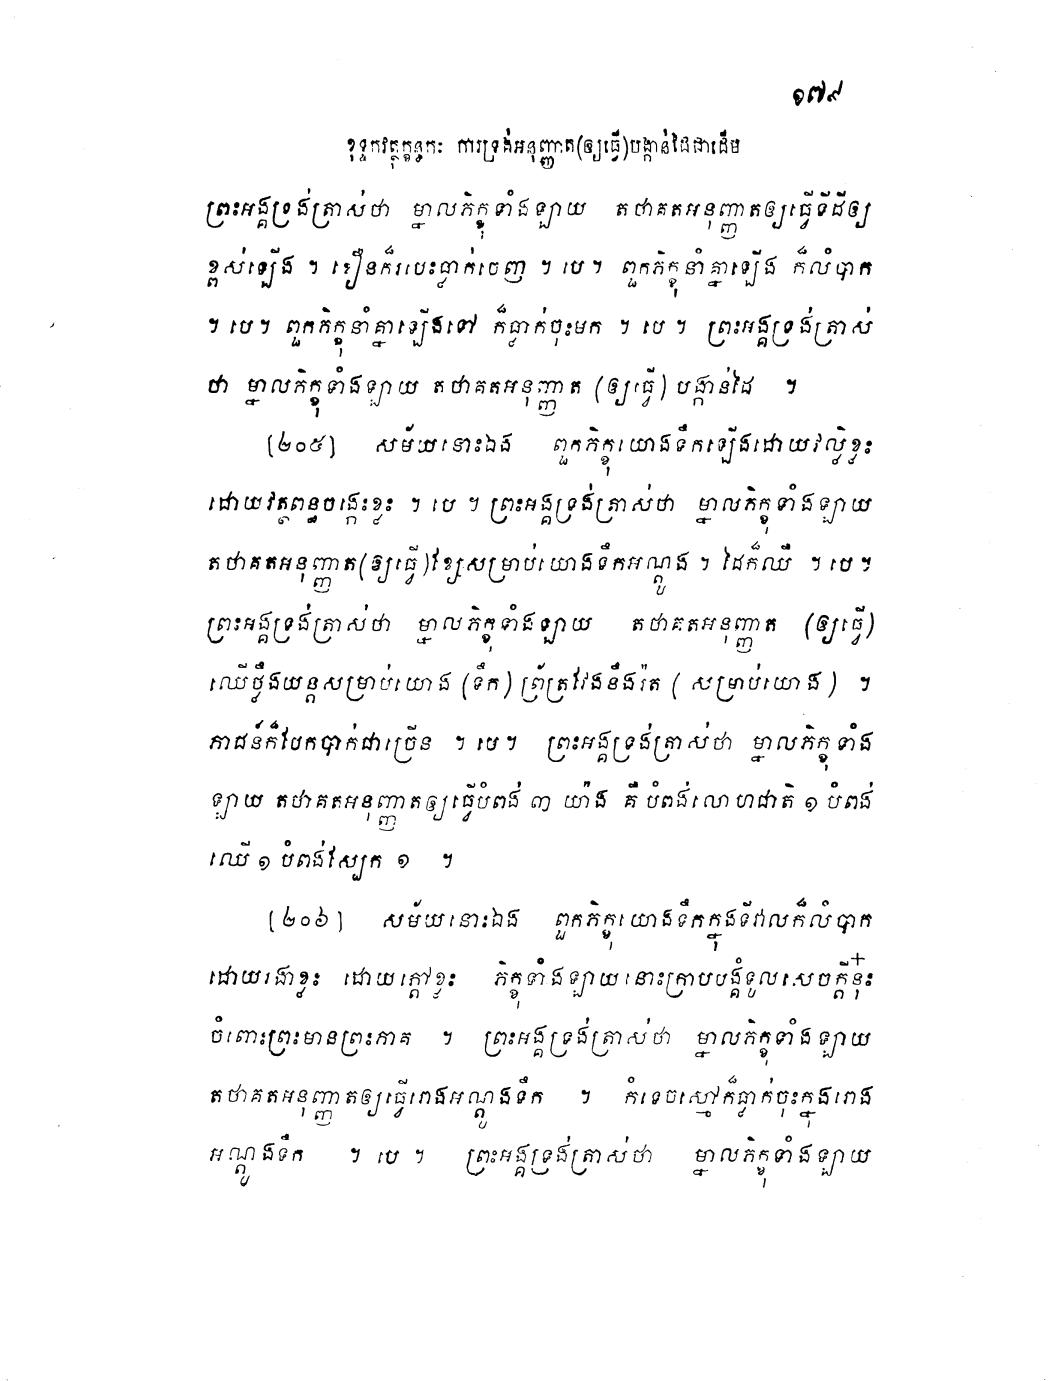 ១៧៩
ខុទ្ទកវត្ថុក្ខន្ធកៈ ការទ្រង់អនុញ្ញាត(ឲ្យធ្វើ)បង្កាន់ដៃជាដើម
ព្រះអង្គទ្រង់ត្រាស់ថា ម្នាលភិក្ខុទាំងឡាយ តថាគតអនុញ្ញាតឲ្យធ្វើទីដីឲ្យ
ខ្ពស់ឡើង ។ ឥដ្ឋក៏របេះធ្លាក់ចេញ ។ បេ ។ ពួកភិក្ខុនាំគ្នាឡើង ក៏លំបាក
។ បេ ។ ពួកភិក្ខុនាំគ្នាឡើងទៅ ក៏ធ្លាក់ចុះមក ។ បេ ។ ព្រះអង្គទ្រង់ត្រាស់
ថា ម្នាលភិក្ខុទាំងឡាយ តថាគតអនុញ្ញាត (ឲ្យធ្វើ) បង្កាន់ដៃ ។
[២០៥] សម័យនោះឯង ពួកភិក្ខុយោងទឹកឡើងដោយវល្លិ៍ខ្លះ
ដោយវត្ថពន្ធចង្កេះខ្លះ ។ បេ ។ ព្រះអង្គទ្រង់ត្រាស់ថា ម្នាលភិក្ខុទាំងឡាយ
តថាគតអនុញ្ញាត(ឲ្យធ្វើ)ខ្សែសម្រាប់យោងទឹកអណ្តូង ។ ដៃក៏ឈឺ ។ បេ ។
ព្រះអង្គទ្រង់ត្រាស់ថា ម្នាលភិក្ខុទាំងឡាយ តថាគតអនុញ្ញាត (ឲ្យធ្វើ)
ឈើថ្លឹងយន្តសម្រាប់យោង (ទឹក) ព្រ័ត្រវែងនឹងរ៉ត ( សម្រាប់យោង ) ។
ភាជន៍ក៏បែកបាក់ជាច្រើន ។ បេ ។ ព្រះអង្គទ្រង់ត្រាស់ថា ម្នាលភិក្ខុទាំង
ឡាយ តថាគតអនុញ្ញាតឲ្យធ្វើបំពង់ ៣ យ៉ាង គឺ បំពង់លោហជាតិ ១ បំពង់
ឈើ ១ បំពង់ស្បែក ១ ។
[២០៦] សម័យនោះឯង ពួកភិក្ខុយោងទឹកក្នុងទីវាលក៏លំបាក
ដោយរងាខ្លះ ដោយក្តៅខ្លះ ភិក្ខុទាំងឡាយនោះក្រាបបង្គំទូលសេចក្តីនុ៎ះ
ចំពោះព្រះមានព្រះភាគ ។ ព្រះអង្គទ្រង់ត្រាស់ថា ម្នាលភិក្ខុទាំងឡាយ
តថាគតអនុញ្ញាតឲ្យធ្វើរោងអណ្តូងទឹក ។ កំទេចស្មៅក៏ធ្លាក់ចុះក្នុងរោង
អណ្តូងទឹក ។ បេ ។ ព្រះអង្គទ្រង់ត្រាស់ថា ម្នាលភិក្ខុទាំងឡាយ